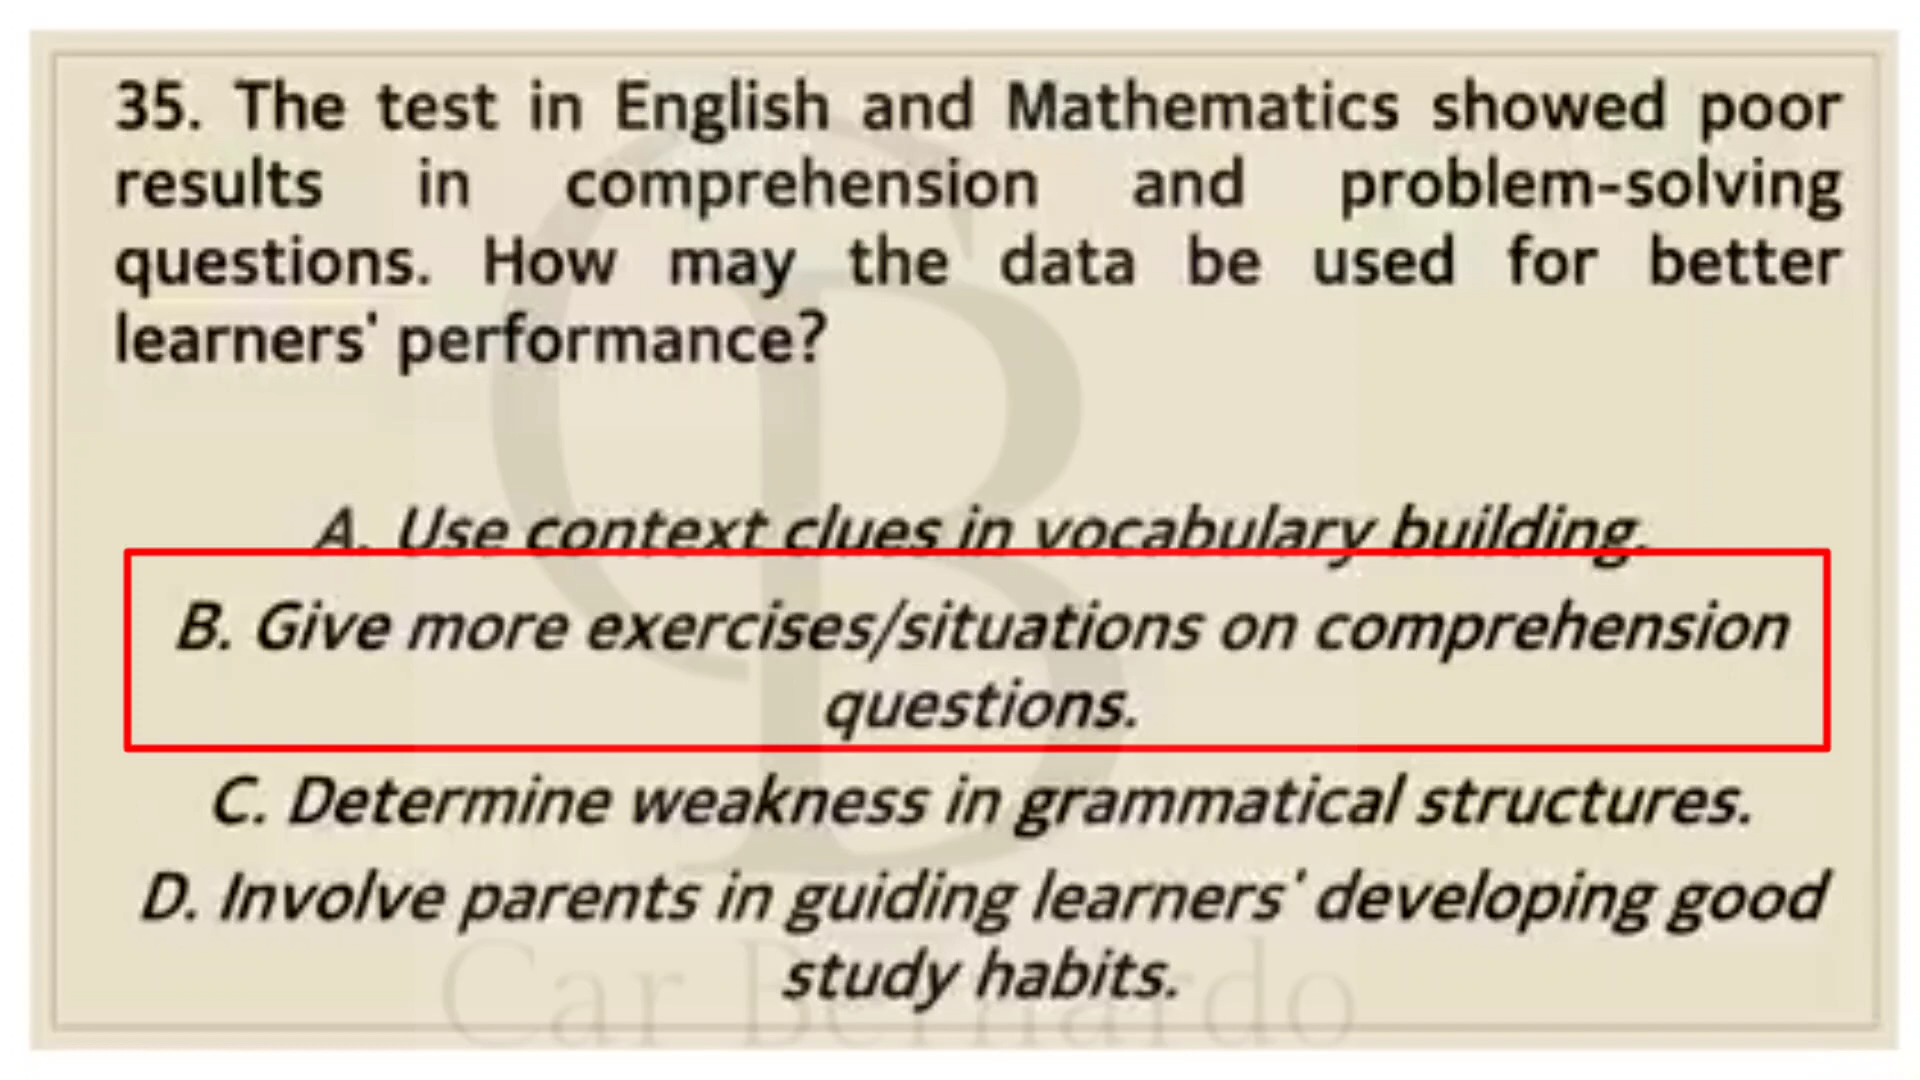 35. The test in English and Mathematics showed poor
results in comprehension and problem-solving
questions. How may the data be used for better
learners' performance?
A. Use context clues in vocabulary building.
B. Give more exercises/situations on comprehension
questions.
C. Determine weakness in grammatical structures.
D. Involve parents in guiding learners' developing good
study habits.
Car Bernardo